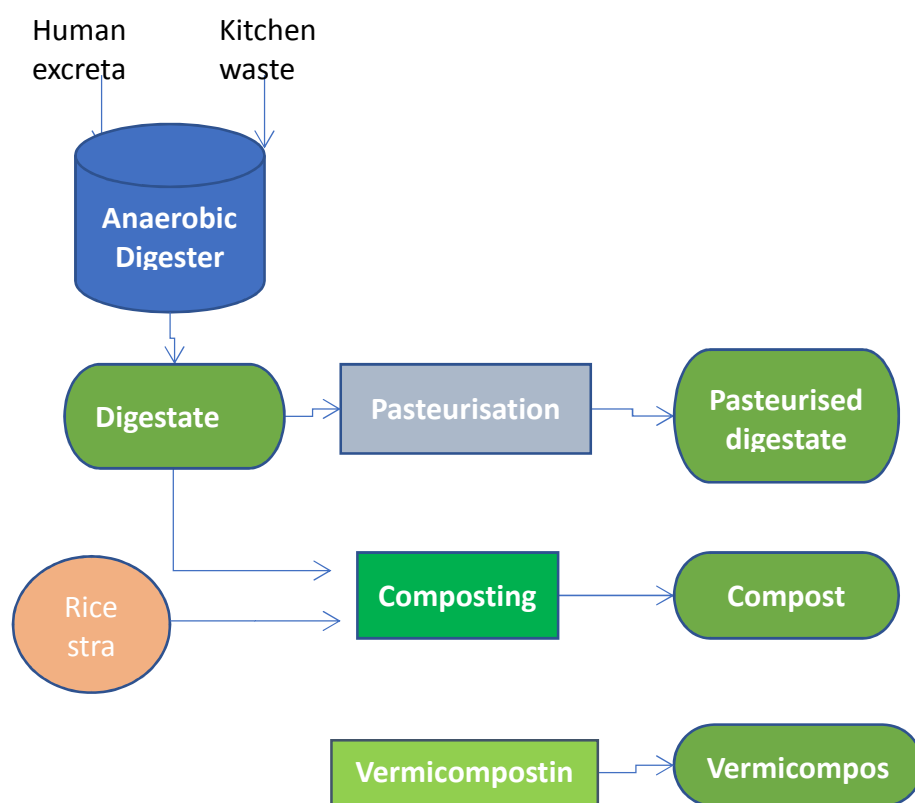 Human
excreta
Kitchen
waste
Anaerobic
Digester
Digestate
Pasteurisation
Pasteurised
digestate
Rice
stra
Composting
Compost
Vermicompostin
Vermicompos